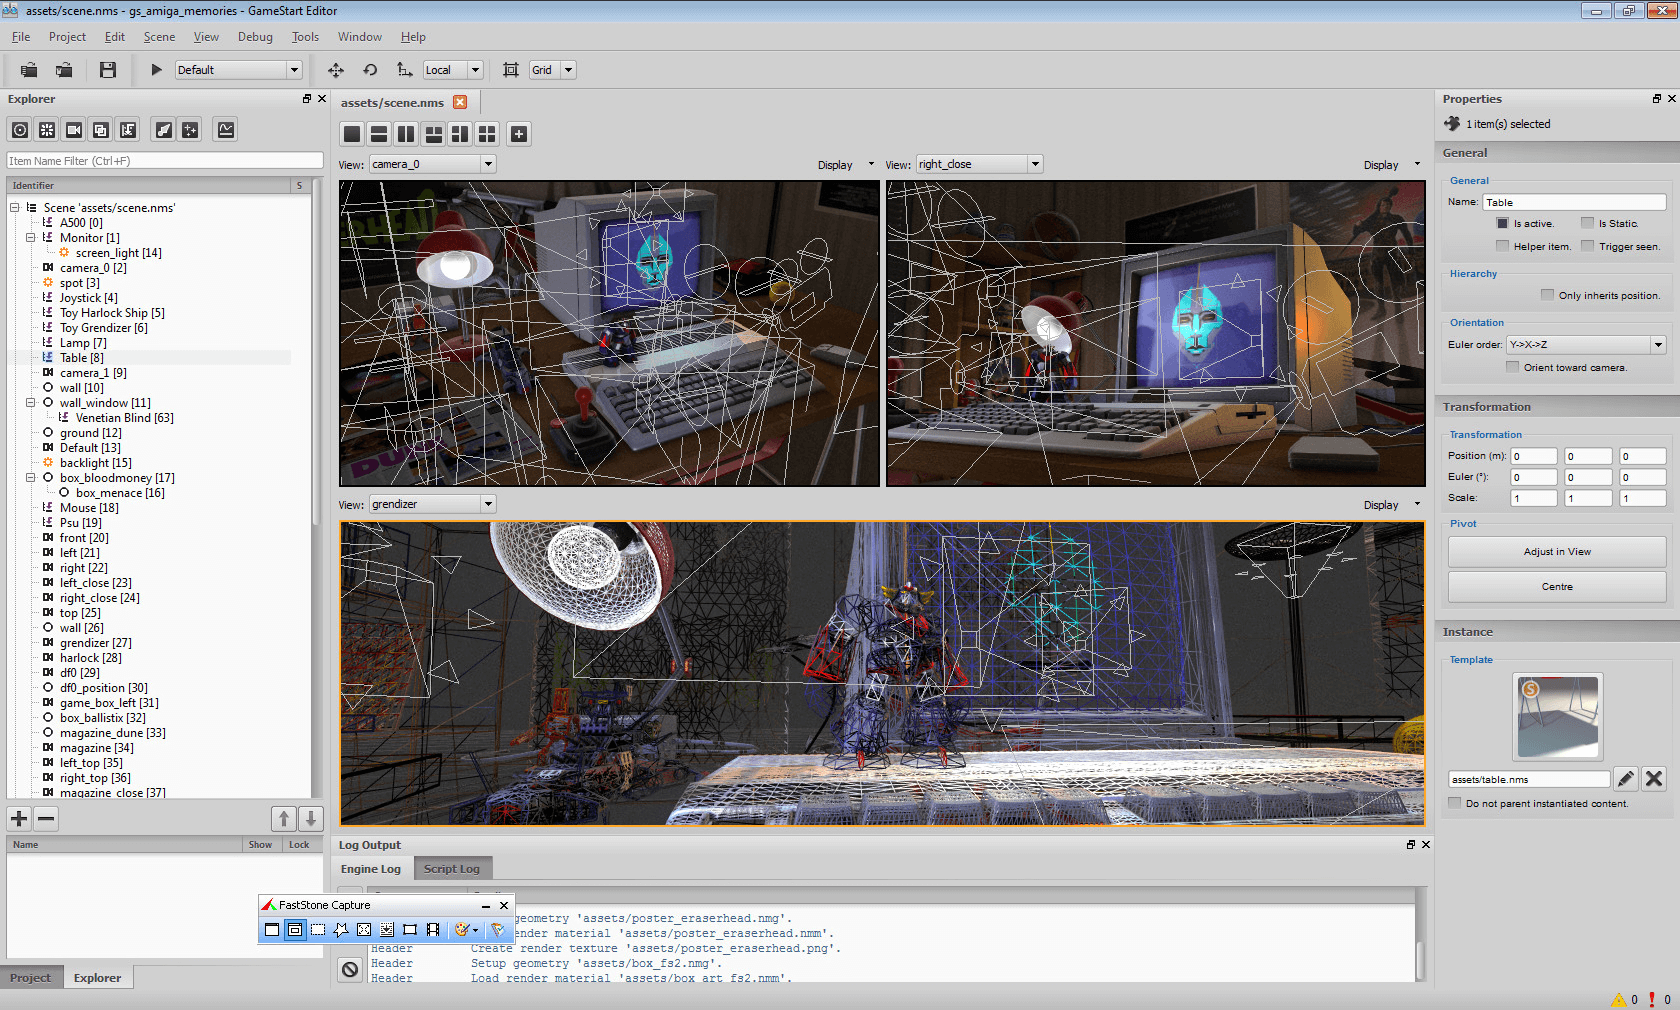 assets/scene.nms - gs_amiga_memories - GameStart Editor
File Project Edit Scene View Debug Tools Window Help
Default
Local
Grid
Explorer
Item Name Filter (Ctrl+F)
Identifier S
Scene 'assets/scene.nms'
A500 [0]
Monitor [1]
screen_light [14]
camera_0 [2]
spot [3]
Joystick [4]
Toy Harlock Ship [5]
Toy Grendizer [6]
Lamp [7]
Table [8]
camera_1 [9]
wall [10]
wall_window [11]
Venetian Blind [63]
ground [12]
Default [13]
backlight [15]
box_bloodmoney [17]
box_menace [16]
Mouse [18]
Psu [19]
front [20]
left [21]
right [22]
left_close [23]
right_close [24]
top [25]
wall [26]
grendizer [27]
harlock [28]
df0 [29]
df0_position [30]
game_box_left [31]
box_ballistix [32]
magazine_dune [33]
magazine [34]
left_top [35]
right_top [36]
magazine_close [37]
Name Show Lock
Project Explorer
assets/scene.nms
View: camera_0 Display
View: right_close Display
View: grendizer Display
Log Output
Engine Log Script Log
geometry 'assets/poster_eraserhead.nmg'.
render material 'assets/poster_eraserhead.nmm'.
Header Create render texture 'assets/poster_eraserhead.png'.
Header Setup geometry 'assets/box_fs2.nmg'.
Header Load render material 'assets/box_art_fs2.nmm'.
FastStone Capture
Properties
1 item(s) selected
General
General
Name: Table
Is active. Is Static.
Helper item. Trigger seen.
Hierarchy
Only inherits position.
Orientation
Euler order: Y->X->Z
Orient toward camera.
Transformation
Transformation
Position (m): 0 0 0
Euler (°): 0 0 0
Scale: 1 1 1
Pivot
Adjust in View
Centre
Instance
Template
S
assets/table.nms
Do not parent instantiated content.
0 0